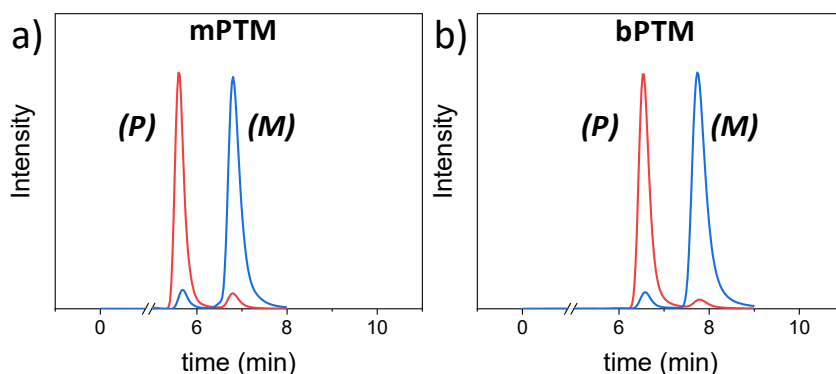 a)
mPTM
(P)
(M)
Intensity
0
6
8
10
time (min)
b)
bPTM
(P)
(M)
Intensity
0
6
8
10
time (min)